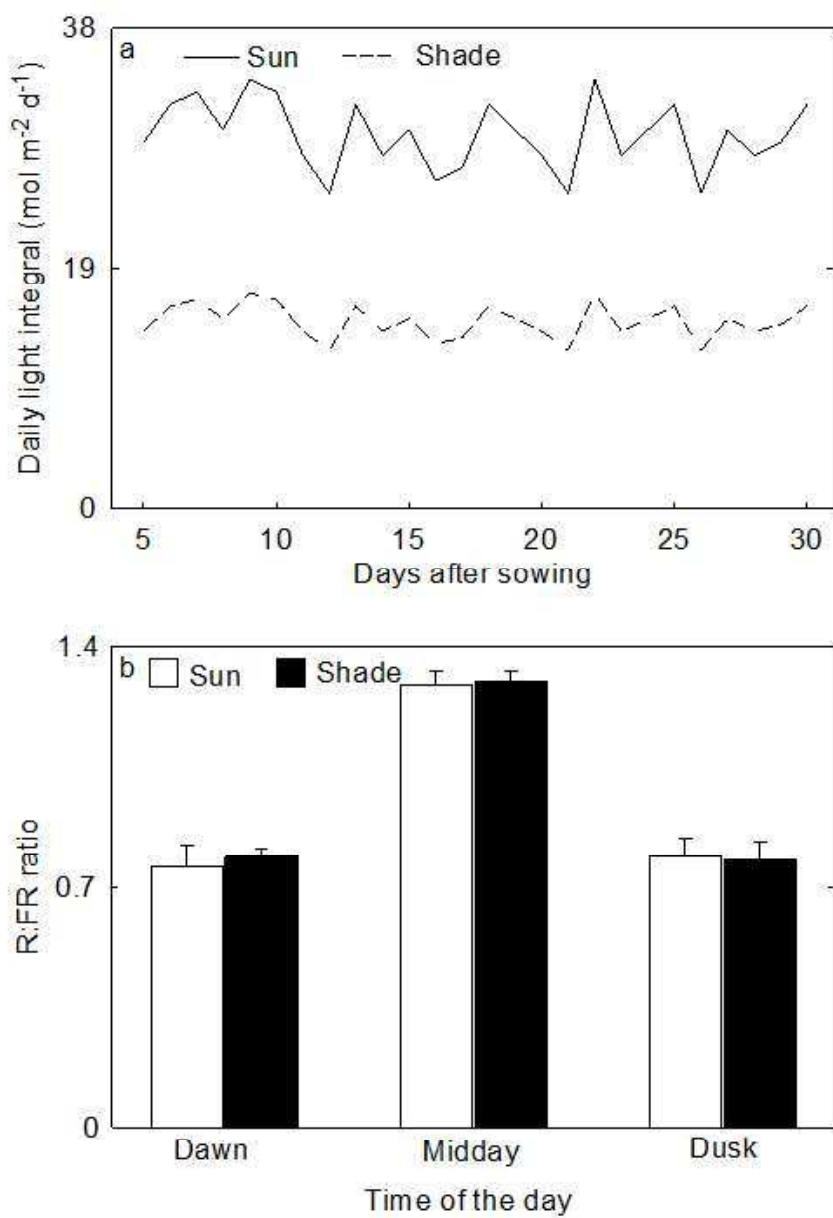 38
a Sun Shade
19
0
5 10 15 20 25 30
Days after sowing
Daily light integral (mol m⁻² d⁻¹)
1.4
b Sun Shade
0.7
0
Dawn Midday Dusk
Time of the day
R:FR ratio